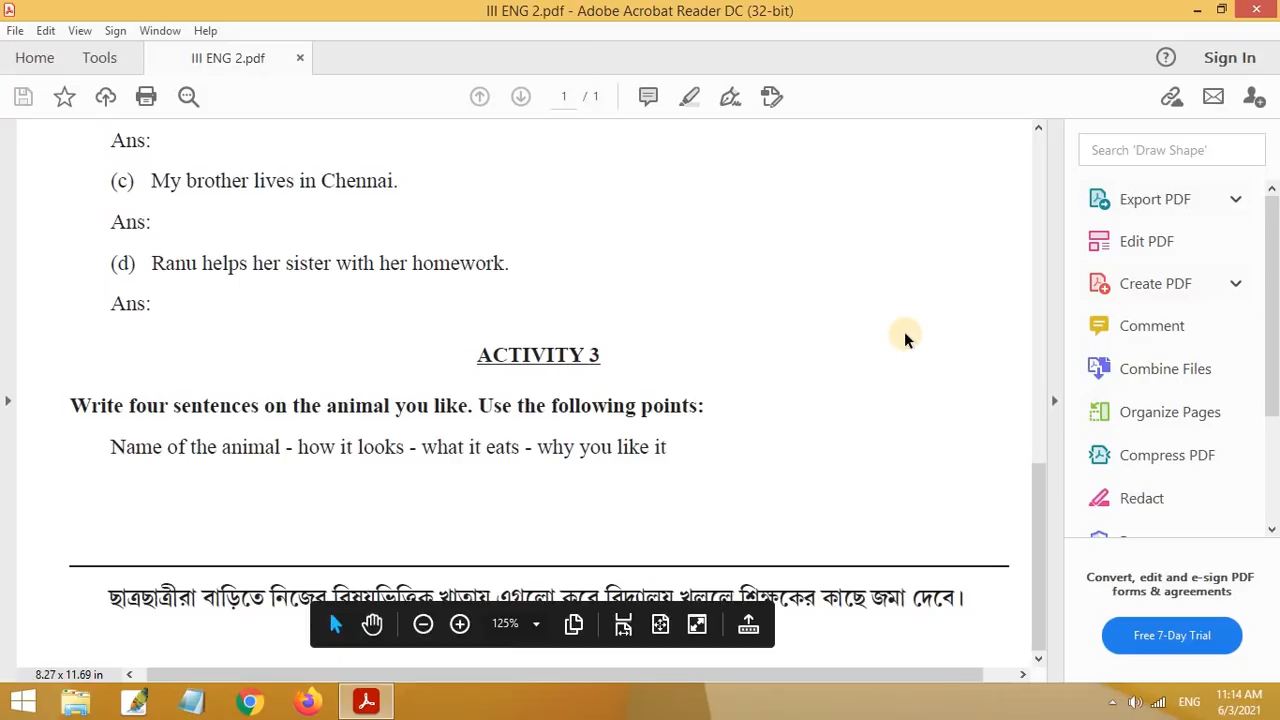 III ENG 2.pdf - Adobe Acrobat Reader DC (32-bit)
File Edit View Sign Window Help
Home Tools III ENG 2.pdf × Sign In
1 / 1
Ans:
(c) My brother lives in Chennai.
Ans:
(d) Ranu helps her sister with her homework.
Ans:
ACTIVITY 3
Write four sentences on the animal you like. Use the following points:
Name of the animal - how it looks - what it eats - why you like it
ছাত্রছাত্রীরা বাড়িতে নিজের বিষয়ভিত্তিক খাতায় এগুলো করে বিদ্যালয় খুললে শিক্ষকের কাছে জমা দেবে।
125%
8.27 x 11.69 in
Search 'Draw Shape'
Export PDF
Edit PDF
Create PDF
Comment
Combine Files
Organize Pages
Compress PDF
Redact
Convert, edit and e-sign PDF
forms & agreements
Free 7-Day Trial
ENG
11:14 AM
6/3/2021